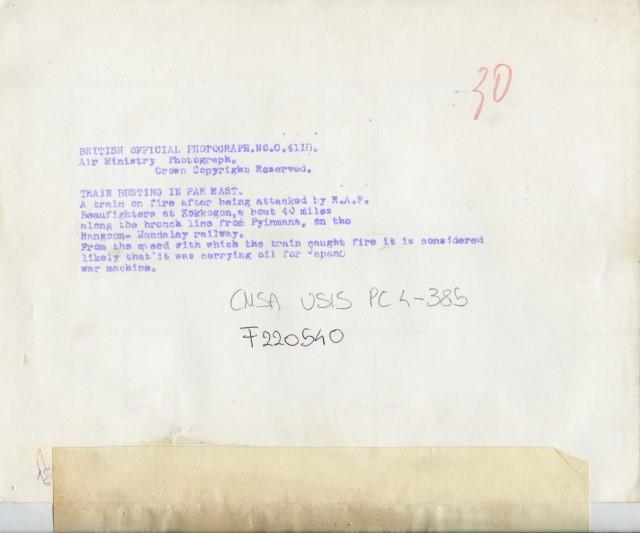 30
BRITISH OFFICIAL PHOTOGRAPH.NO.C.4118.
Air Ministry Photograph.
Crown Copyright Reserved.
TRAIN BUSTING IN FAR EAST.
A train on fire after being attacked by R.A.F.
Beaufighters at Kokkogon,a bout 40 miles
along the branch line from Pyinmana, on the
Rangoon- Mandalay railway.
From the speed with which the train caught fire it is considered
likely that it was carrying oil for
war machine.
CNSA USIS PC 4-385
F220540